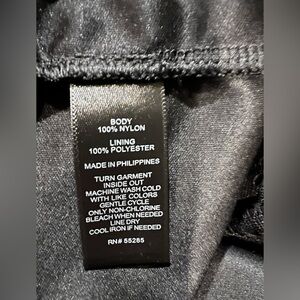 BODY
100% NYLON
LINING
100% POLYESTER
MADE IN PHILIPPINES
TURN GARMENT
INSIDE OUT
MACHINE WASH COLD
WITH LIKE COLORS
GENTLE CYCLE
ONLY NON-CHLORINE
BLEACH WHEN NEEDED
LINE DRY
COOL IRON IF NEEDED
RN# 55285